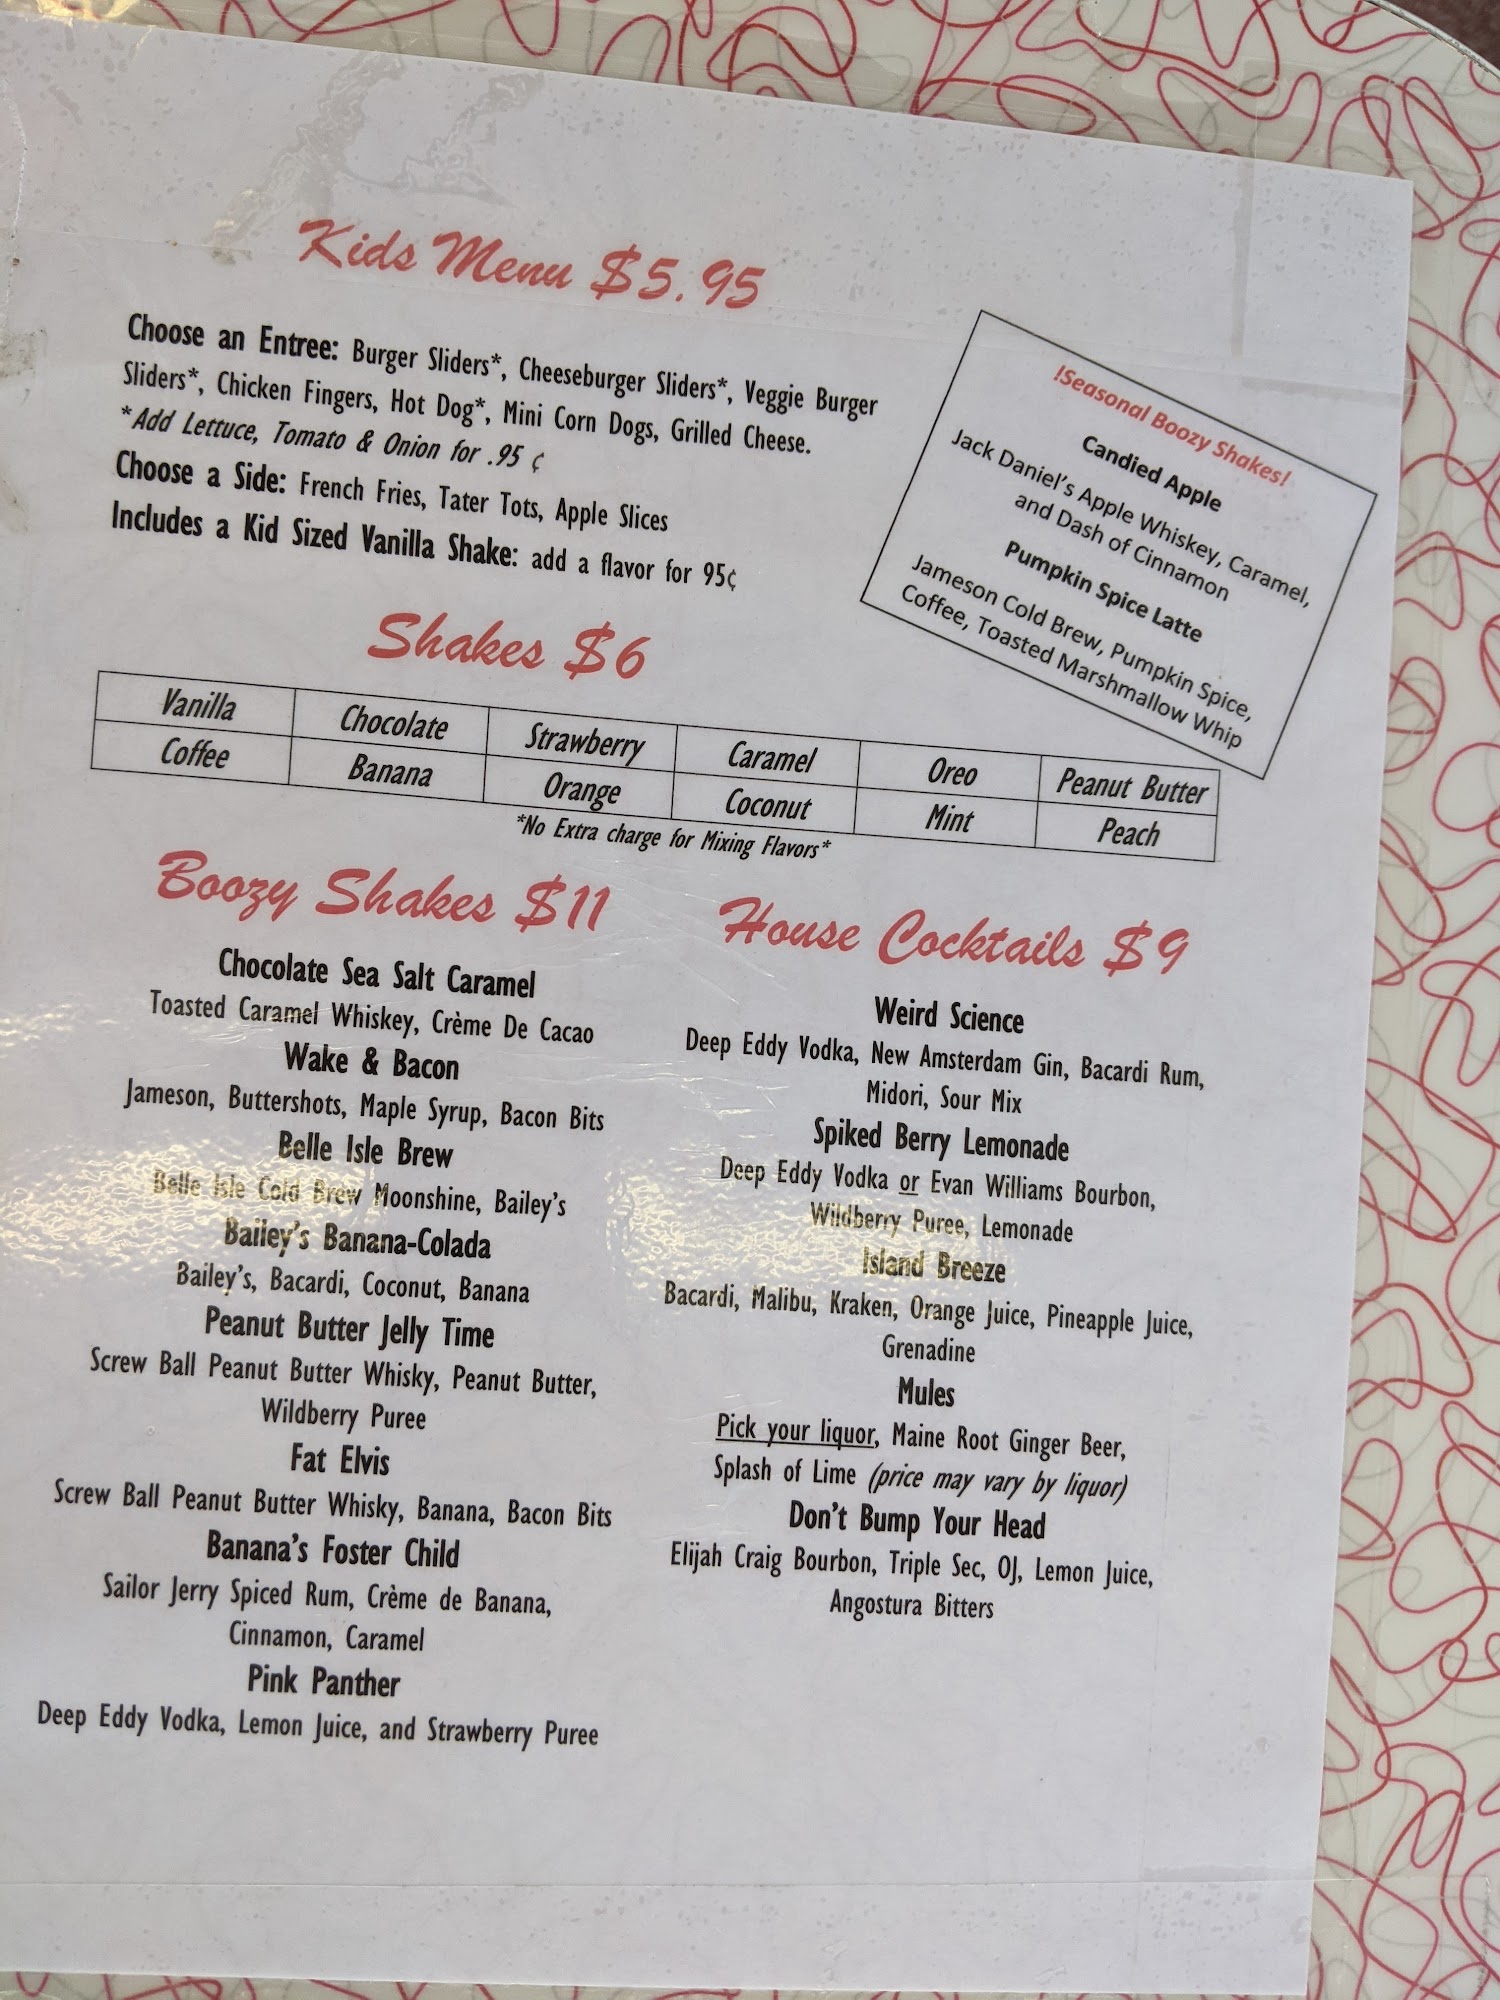 Kids Menu $5.95
Choose an Entree: Burger Sliders*, Cheeseburger Sliders*, Veggie Burger
Sliders*, Chicken Fingers, Hot Dog*, Mini Corn Dogs, Grilled Cheese.
*Add Lettuce, Tomato & Onion for .95 ¢
Choose a Side: French Fries, Tater Tots, Apple Slices
Includes a Kid Sized Vanilla Shake: add a flavor for 95¢
!Seasonal Boozy Shakes!
Candied Apple
Jack Daniel's Apple Whiskey, Caramel,
and Dash of Cinnamon
Pumpkin Spice Latte
Jameson Cold Brew, Pumpkin Spice,
Coffee, Toasted Marshmallow Whip
Shakes $6
Vanilla Chocolate Strawberry Caramel Oreo Peanut Butter
Coffee Banana Orange Coconut Mint Peach
*No Extra charge for Mixing Flavors*
Boozy Shakes $11
Chocolate Sea Salt Caramel
Toasted Caramel Whiskey, Crème De Cacao
Wake & Bacon
Jameson, Buttershots, Maple Syrup, Bacon Bits
Belle Isle Brew
Belle Isle Cold Brew Moonshine, Bailey's
Bailey's Banana-Colada
Bailey's, Bacardi, Coconut, Banana
Peanut Butter Jelly Time
Screw Ball Peanut Butter Whisky, Peanut Butter,
Wildberry Puree
Fat Elvis
Screw Ball Peanut Butter Whisky, Banana, Bacon Bits
Banana's Foster Child
Sailor Jerry Spiced Rum, Crème de Banana,
Cinnamon, Caramel
Pink Panther
Deep Eddy Vodka, Lemon Juice, and Strawberry Puree
House Cocktails $9
Weird Science
Deep Eddy Vodka, New Amsterdam Gin, Bacardi Rum,
Midori, Sour Mix
Spiked Berry Lemonade
Deep Eddy Vodka or Evan Williams Bourbon,
Wildberry Puree, Lemonade
Island Breeze
Bacardi, Malibu, Kraken, Orange Juice, Pineapple Juice,
Grenadine
Mules
Pick your liquor, Maine Root Ginger Beer,
Splash of Lime (price may vary by liquor)
Don't Bump Your Head
Elijah Craig Bourbon, Triple Sec, OJ, Lemon Juice,
Angostura Bitters